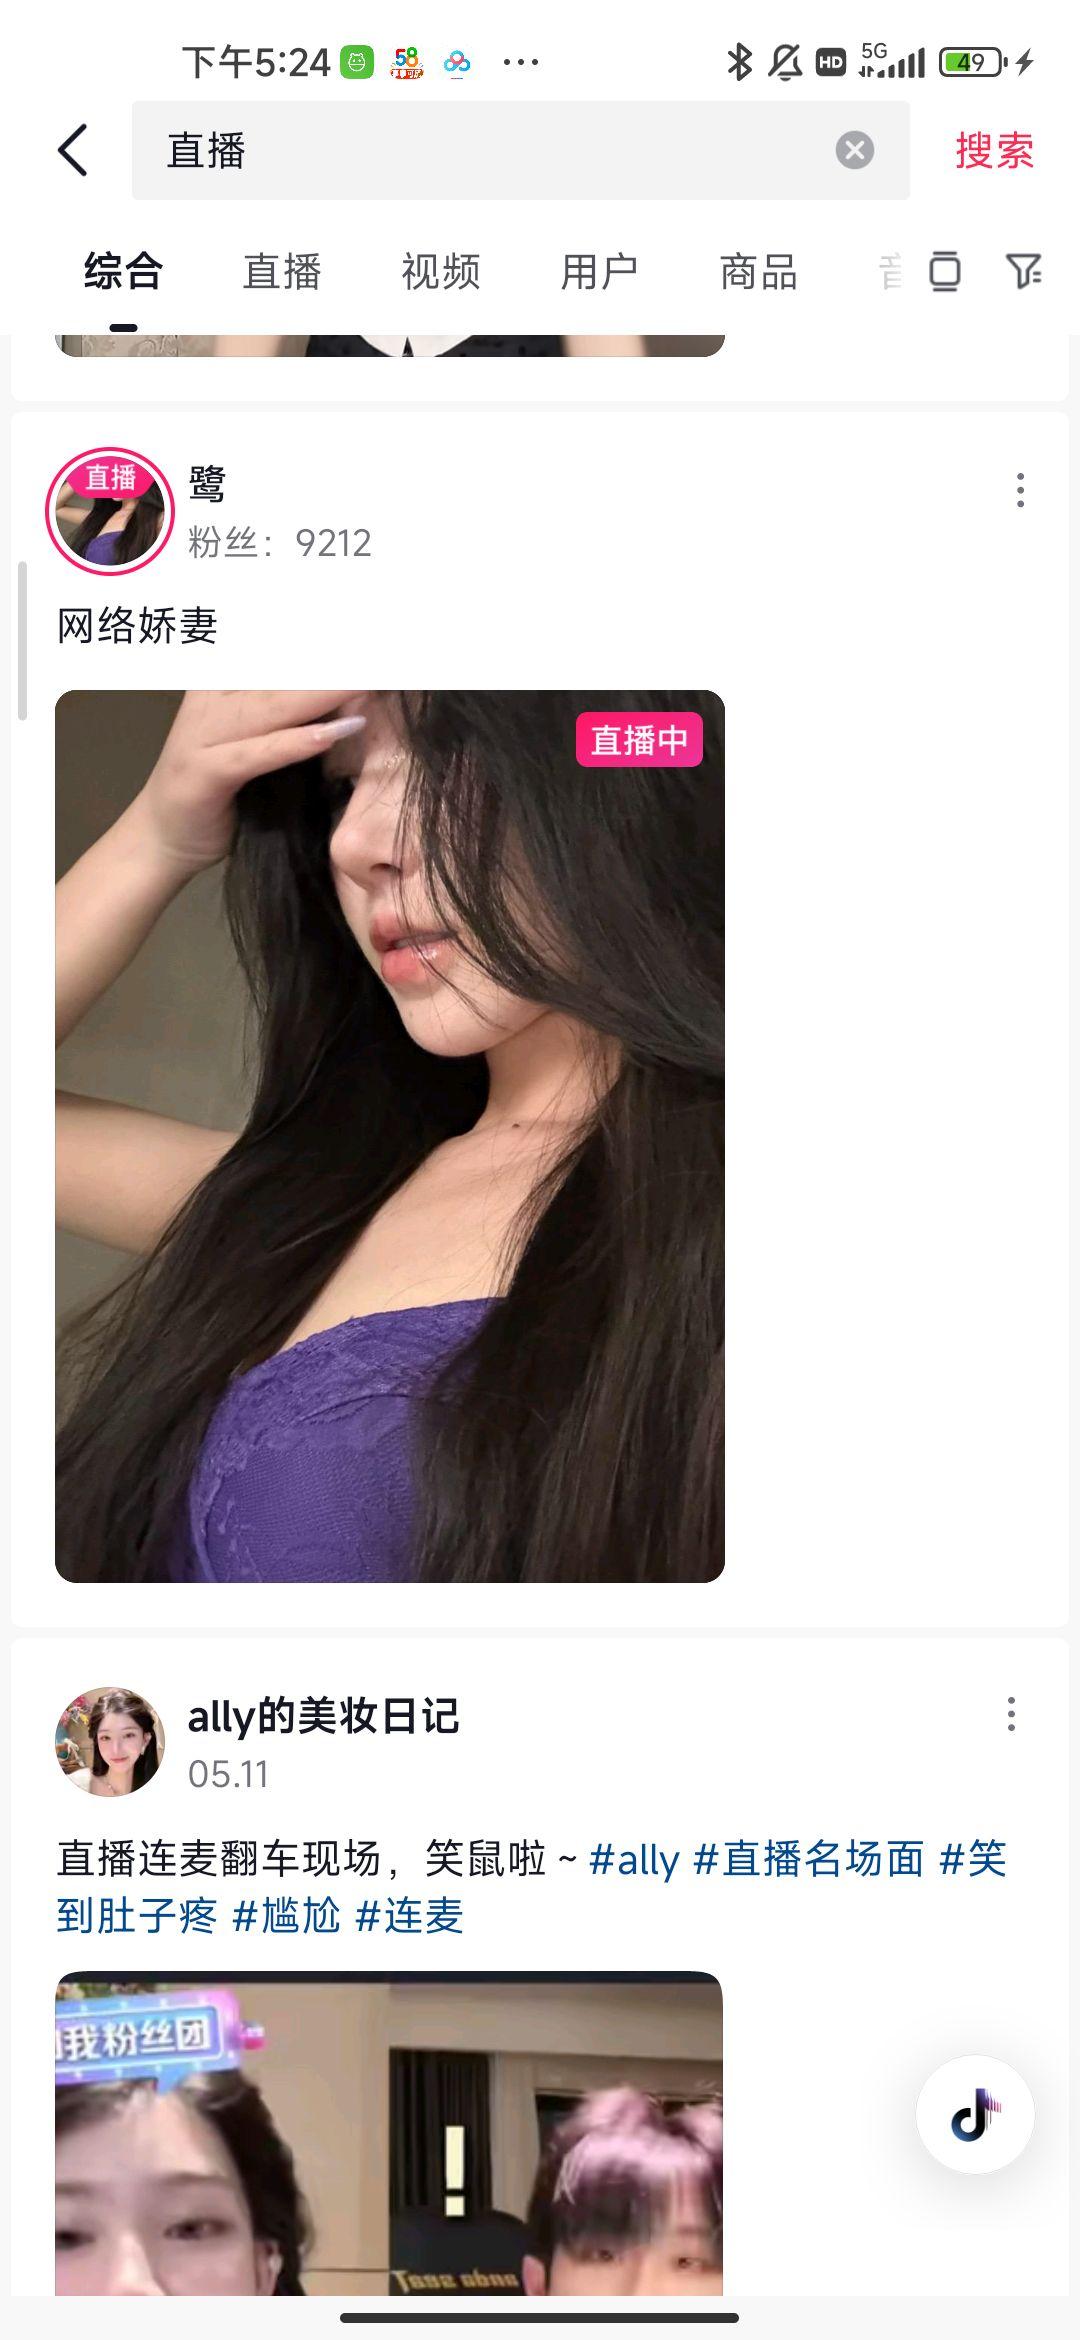 下午5:24
58
HD
5G
49
直播
搜索
综合
直播
视频
用户
商品
直播
鹭
粉丝：9212
网络娇妻
直播中
ally的美妆日记
05.11
直播连麦翻车现场，笑鼠啦～#ally #直播名场面 #笑
到肚子疼 #尴尬 #连麦
我粉丝团
!